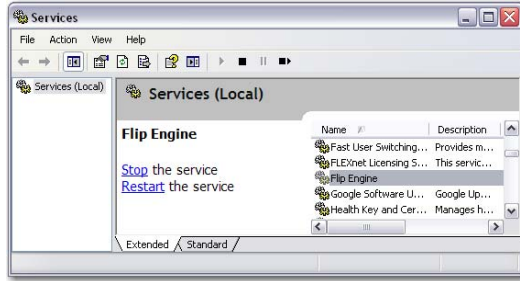 Services
File Action View Help
Services (Local)
Services (Local)
Flip Engine
Stop the service
Restart the service
Name Description
Fast User Switching... Provides m...
FLEXnet Licensing S... This servic...
Flip Engine
Google Software U... Google Up...
Health Key and Cer... Manages h...
Extended Standard